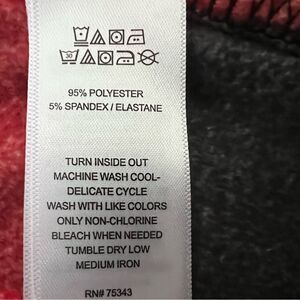 95% POLYESTER
5% SPANDEX / ELASTANE
TURN INSIDE OUT
MACHINE WASH COOL-
DELICATE CYCLE
WASH WITH LIKE COLORS
ONLY NON-CHLORINE
BLEACH WHEN NEEDED
TUMBLE DRY LOW
MEDIUM IRON
RN# 75343